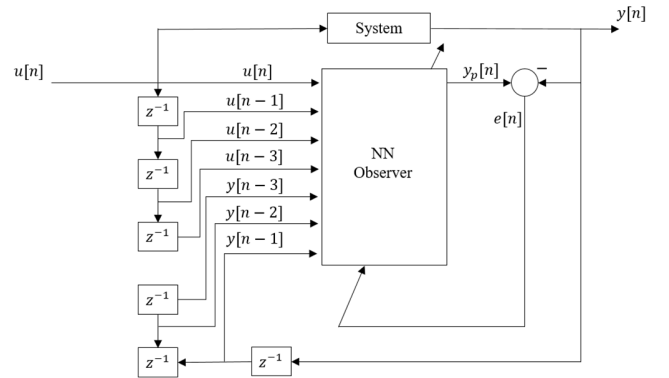 y[n]
System
u[n]
u[n]
y_p[n]
−
z⁻¹
u[n − 1]
e[n]
u[n − 2]
NN
Observer
z⁻¹
u[n − 3]
y[n − 3]
y[n − 2]
z⁻¹
y[n − 1]
z⁻¹
z⁻¹
z⁻¹